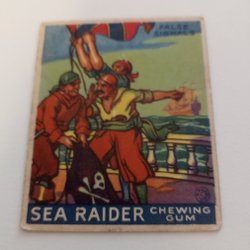 FALSE
SIGNALS
SEA RAIDER
CHEWING
GUM